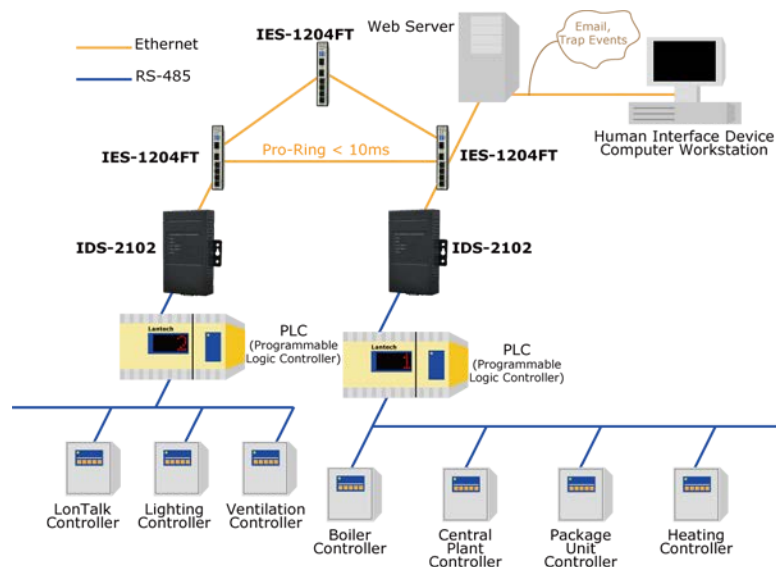 Ethernet
RS-485
IES-1204FT
Web Server
Email,
Trap Events
Human Interface Device
Computer Workstation
IES-1204FT
Pro-Ring < 10ms
IES-1204FT
IDS-2102
IDS-2102
Lantech
2
PLC
(Programmable
Logic Controller)
Lantech
1
PLC
(Programmable
Logic Controller)
LonTalk
Controller
Lighting
Controller
Ventilation
Controller
Boiler
Controller
Central
Plant
Controller
Package
Unit
Controller
Heating
Controller